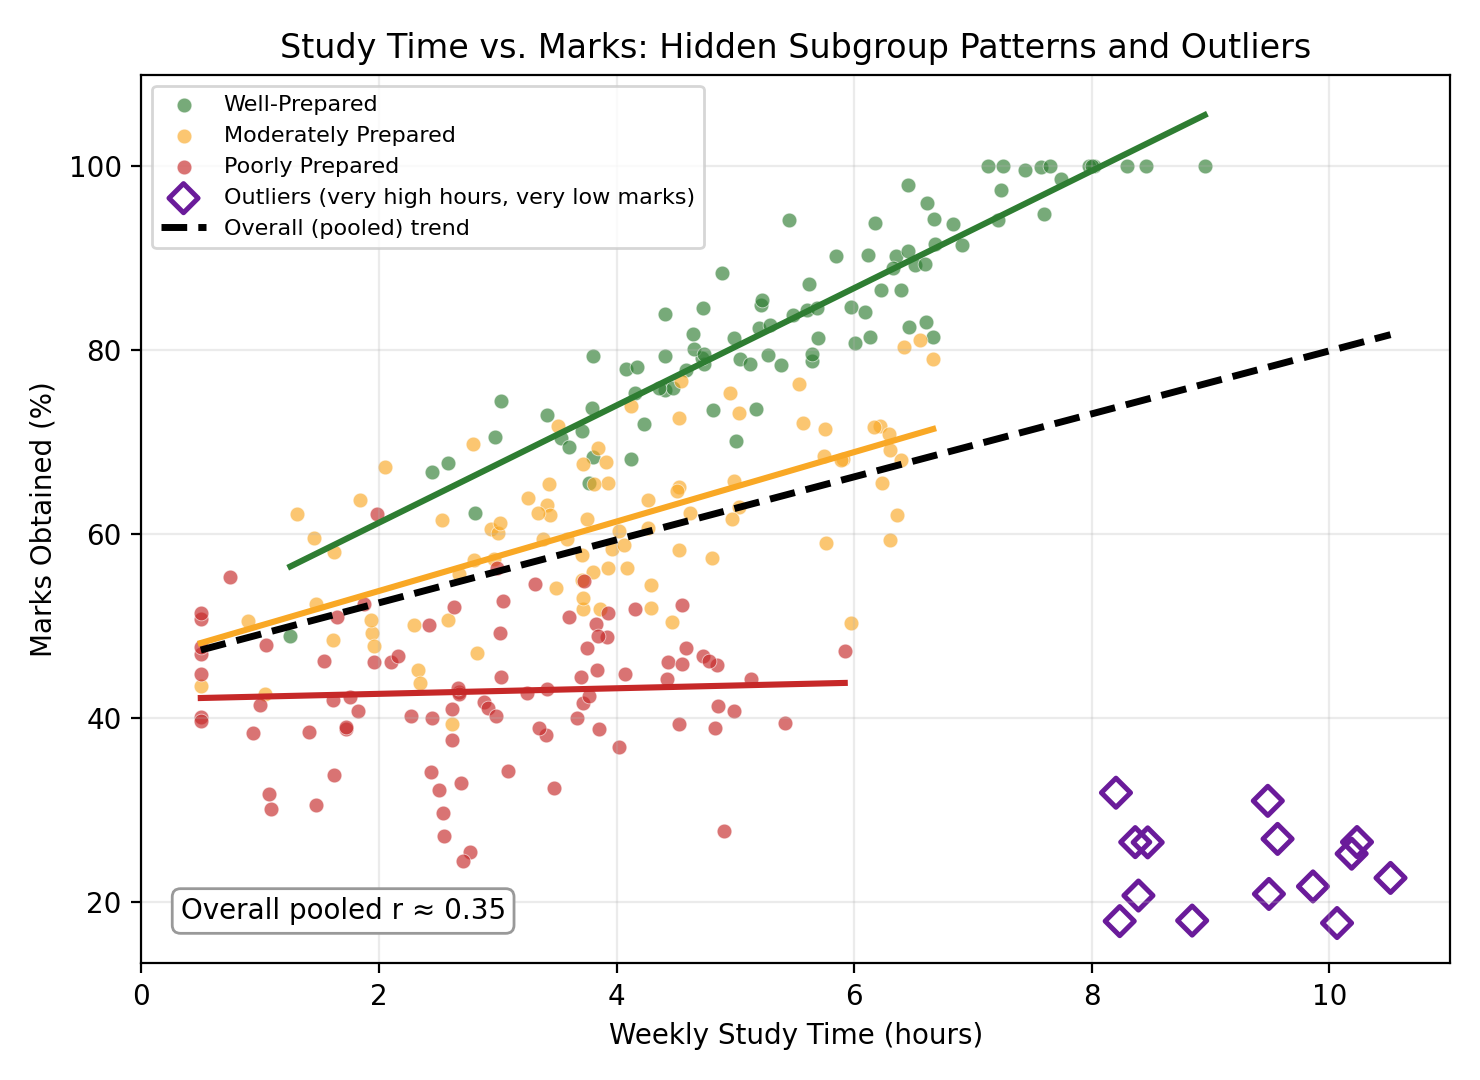 Study Time vs. Marks: Hidden Subgroup Patterns and Outliers
Well-Prepared
Moderately Prepared
Poorly Prepared
Outliers (very high hours, very low marks)
Overall (pooled) trend
Marks Obtained (%)
100
80
60
40
20
Overall pooled r ≈ 0.35
0 2 4 6 8 10
Weekly Study Time (hours)